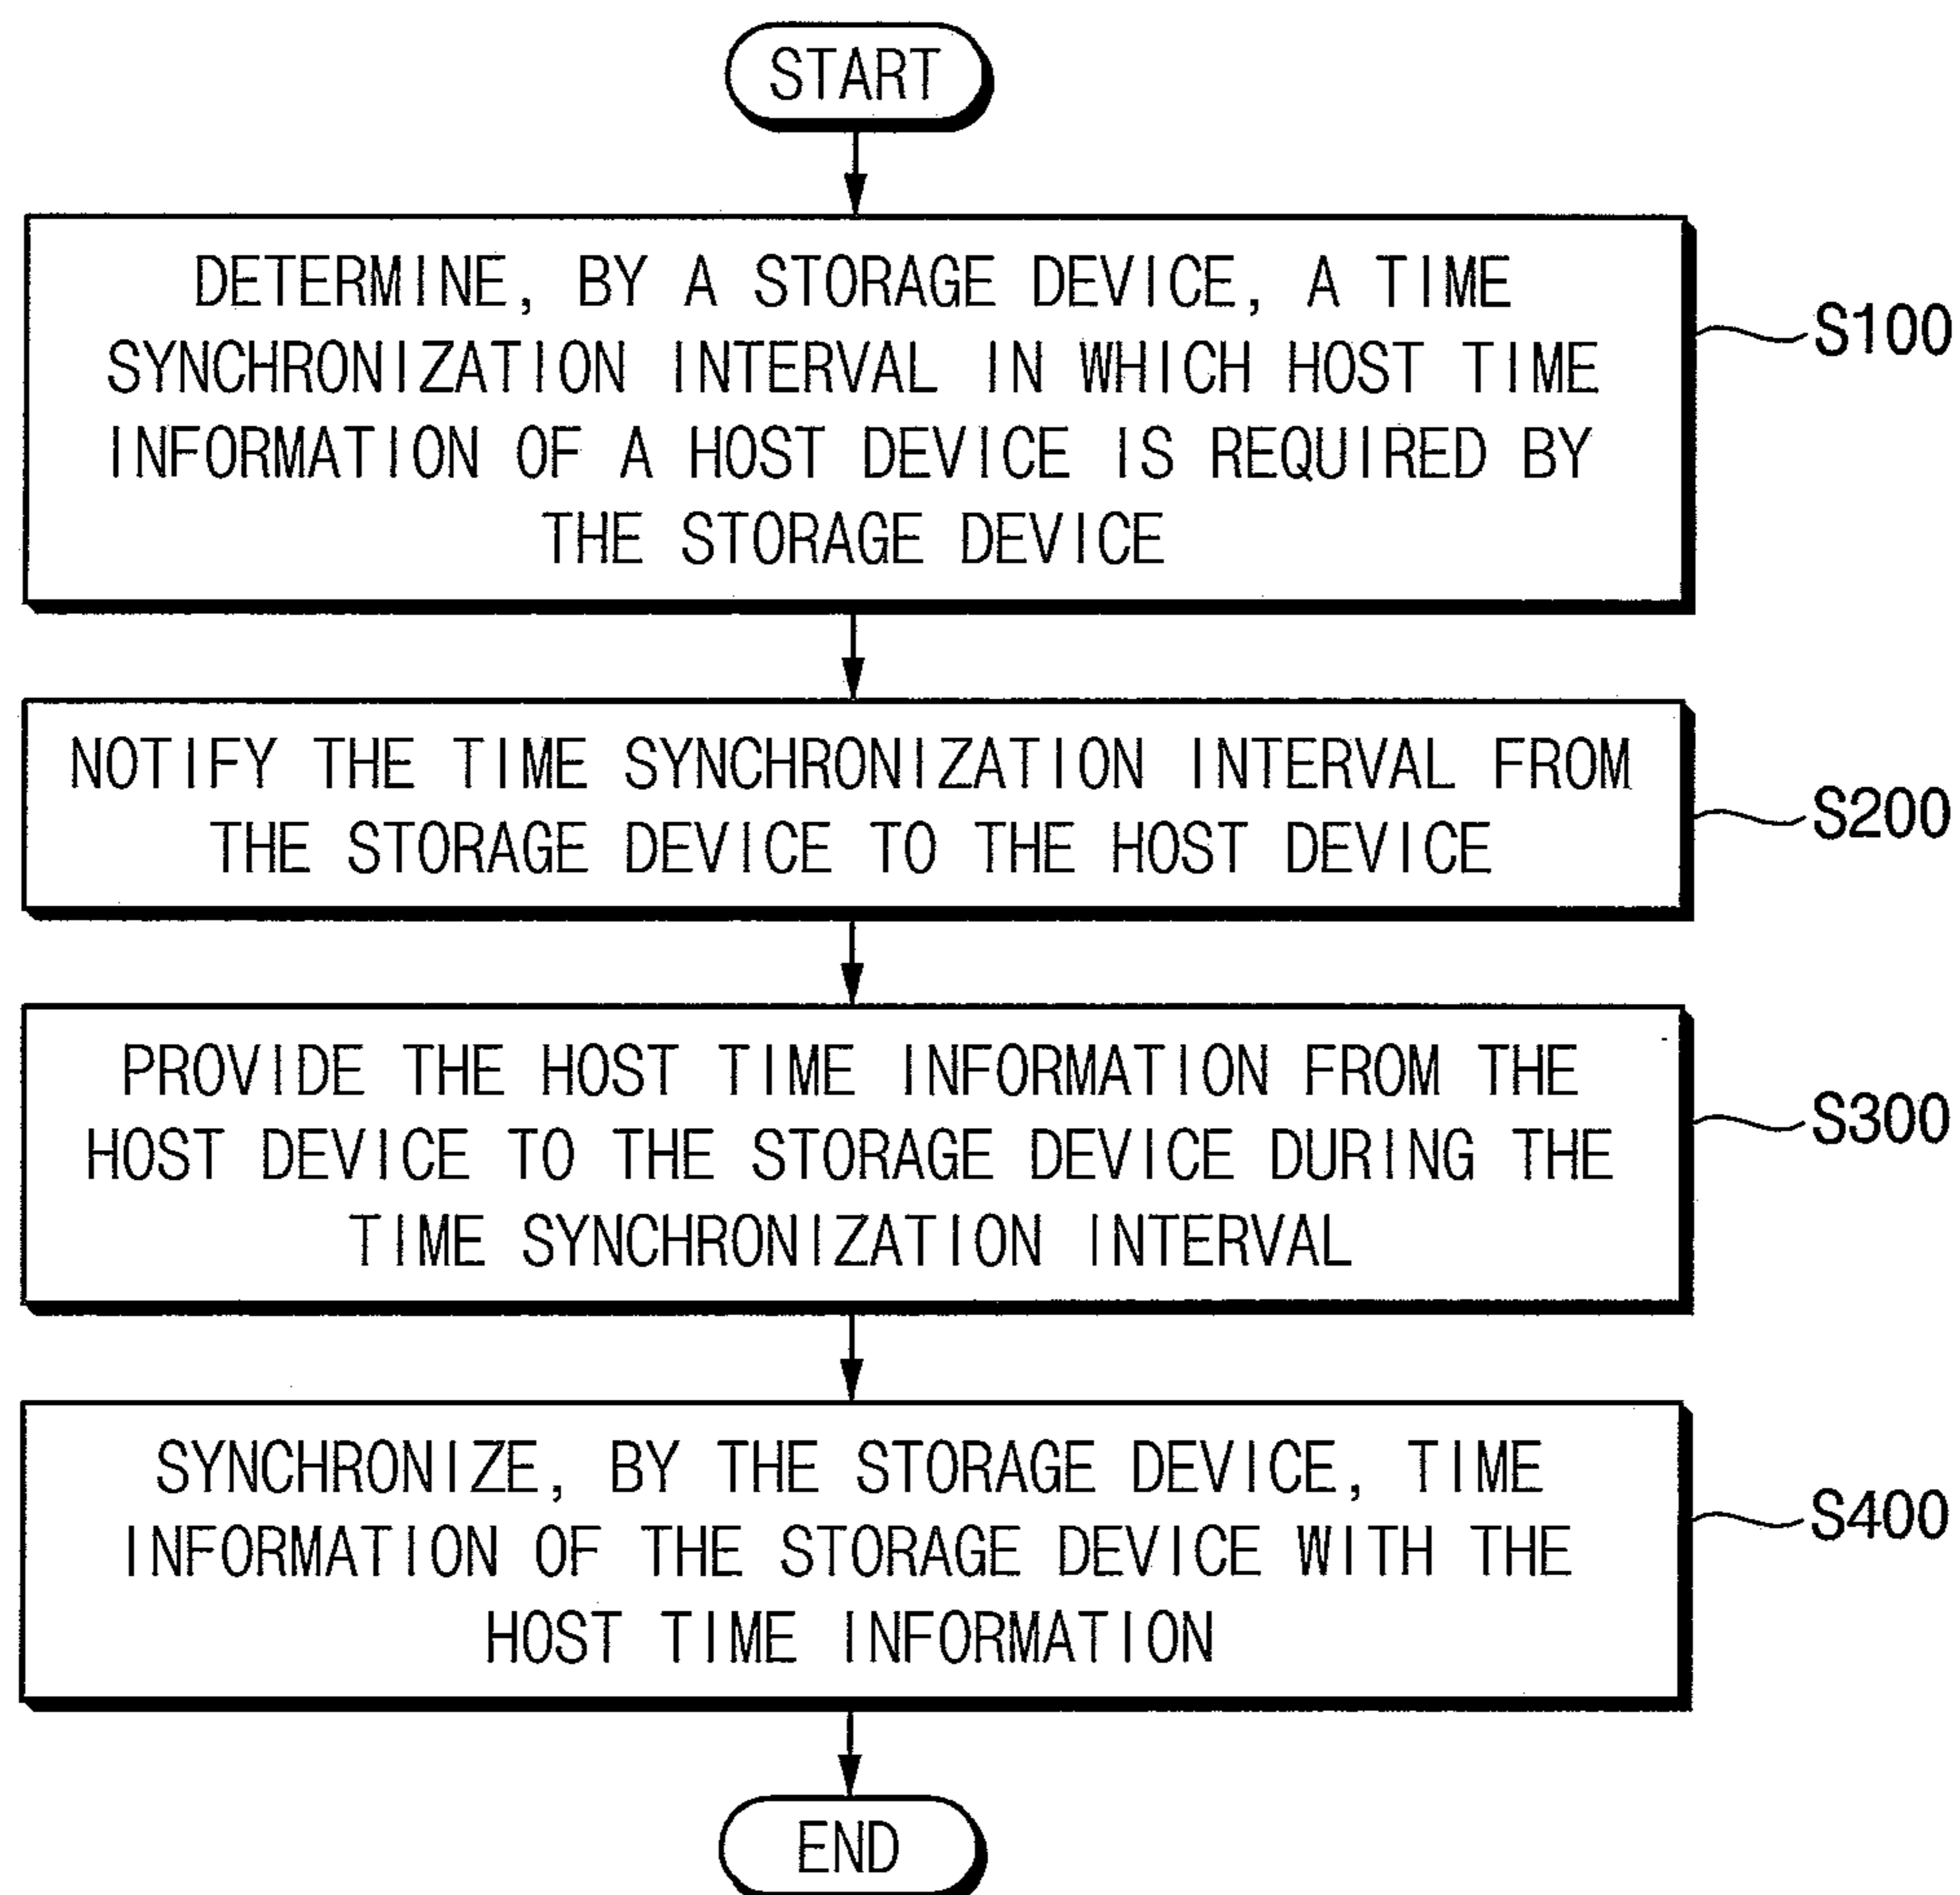 START
DETERMINE, BY A STORAGE DEVICE, A TIME
SYNCHRONIZATION INTERVAL IN WHICH HOST TIME
INFORMATION OF A HOST DEVICE IS REQUIRED BY
THE STORAGE DEVICE
S100
NOTIFY THE TIME SYNCHRONIZATION INTERVAL FROM
THE STORAGE DEVICE TO THE HOST DEVICE
S200
PROVIDE THE HOST TIME INFORMATION FROM THE
HOST DEVICE TO THE STORAGE DEVICE DURING THE
TIME SYNCHRONIZATION INTERVAL
S300
SYNCHRONIZE, BY THE STORAGE DEVICE, TIME
INFORMATION OF THE STORAGE DEVICE WITH THE
HOST TIME INFORMATION
S400
END